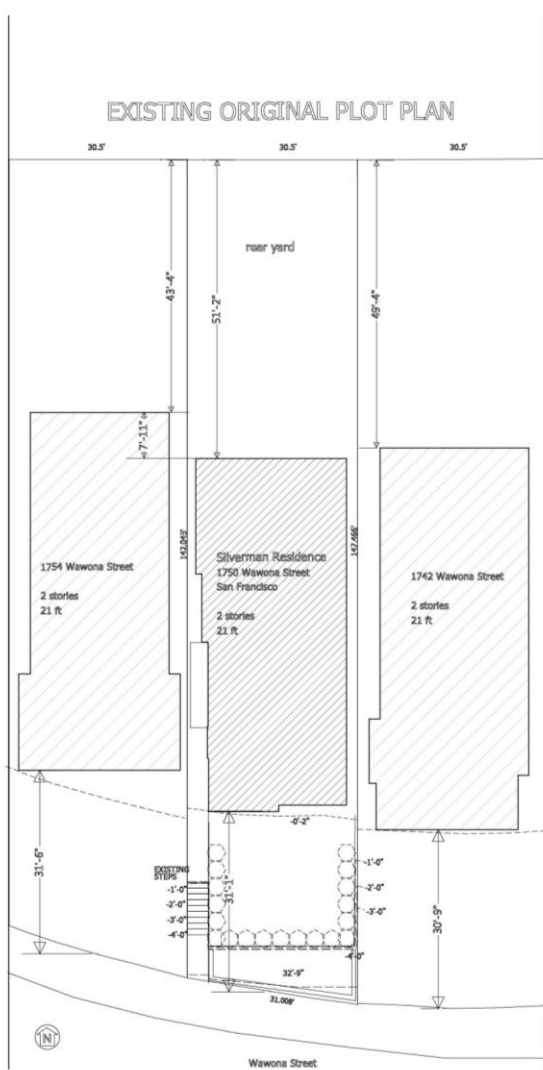 EXISTING ORIGINAL PLOT PLAN
30.5'
30.5'
30.5'
rear yard
43'-4"
51'-2"
49'-4"
7'-11"
142.045'
147.466'
1754 Wawona Street
2 stories
21 ft
Silverman Residence
1750 Wawona Street
San Francisco
2 stories
21 ft
1742 Wawona Street
2 stories
21 ft
-0'-2"
31'-6"
31'-1"
30'-9"
EXISTING
STEPS
-1'-0"
-2'-0"
-3'-0"
-4'-0"
-1'-0"
-2'-0"
-3'-0"
-4'-0"
32'-9"
31.006'
N
Wawona Street